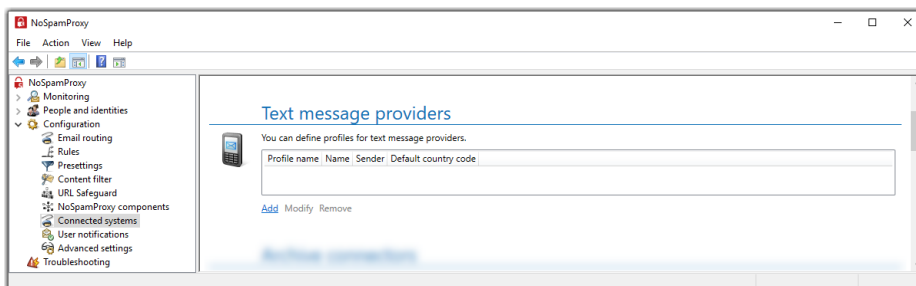 NoSpamProxy
File Action View Help
NoSpamProxy
Monitoring
People and identities
Configuration
Email routing
Rules
Presettings
Content filter
URL Safeguard
NoSpamProxy components
Connected systems
User notifications
Advanced settings
Troubleshooting
Text message providers
You can define profiles for text message providers.
Profile name Name Sender Default country code
Add Modify Remove
Archive connectors